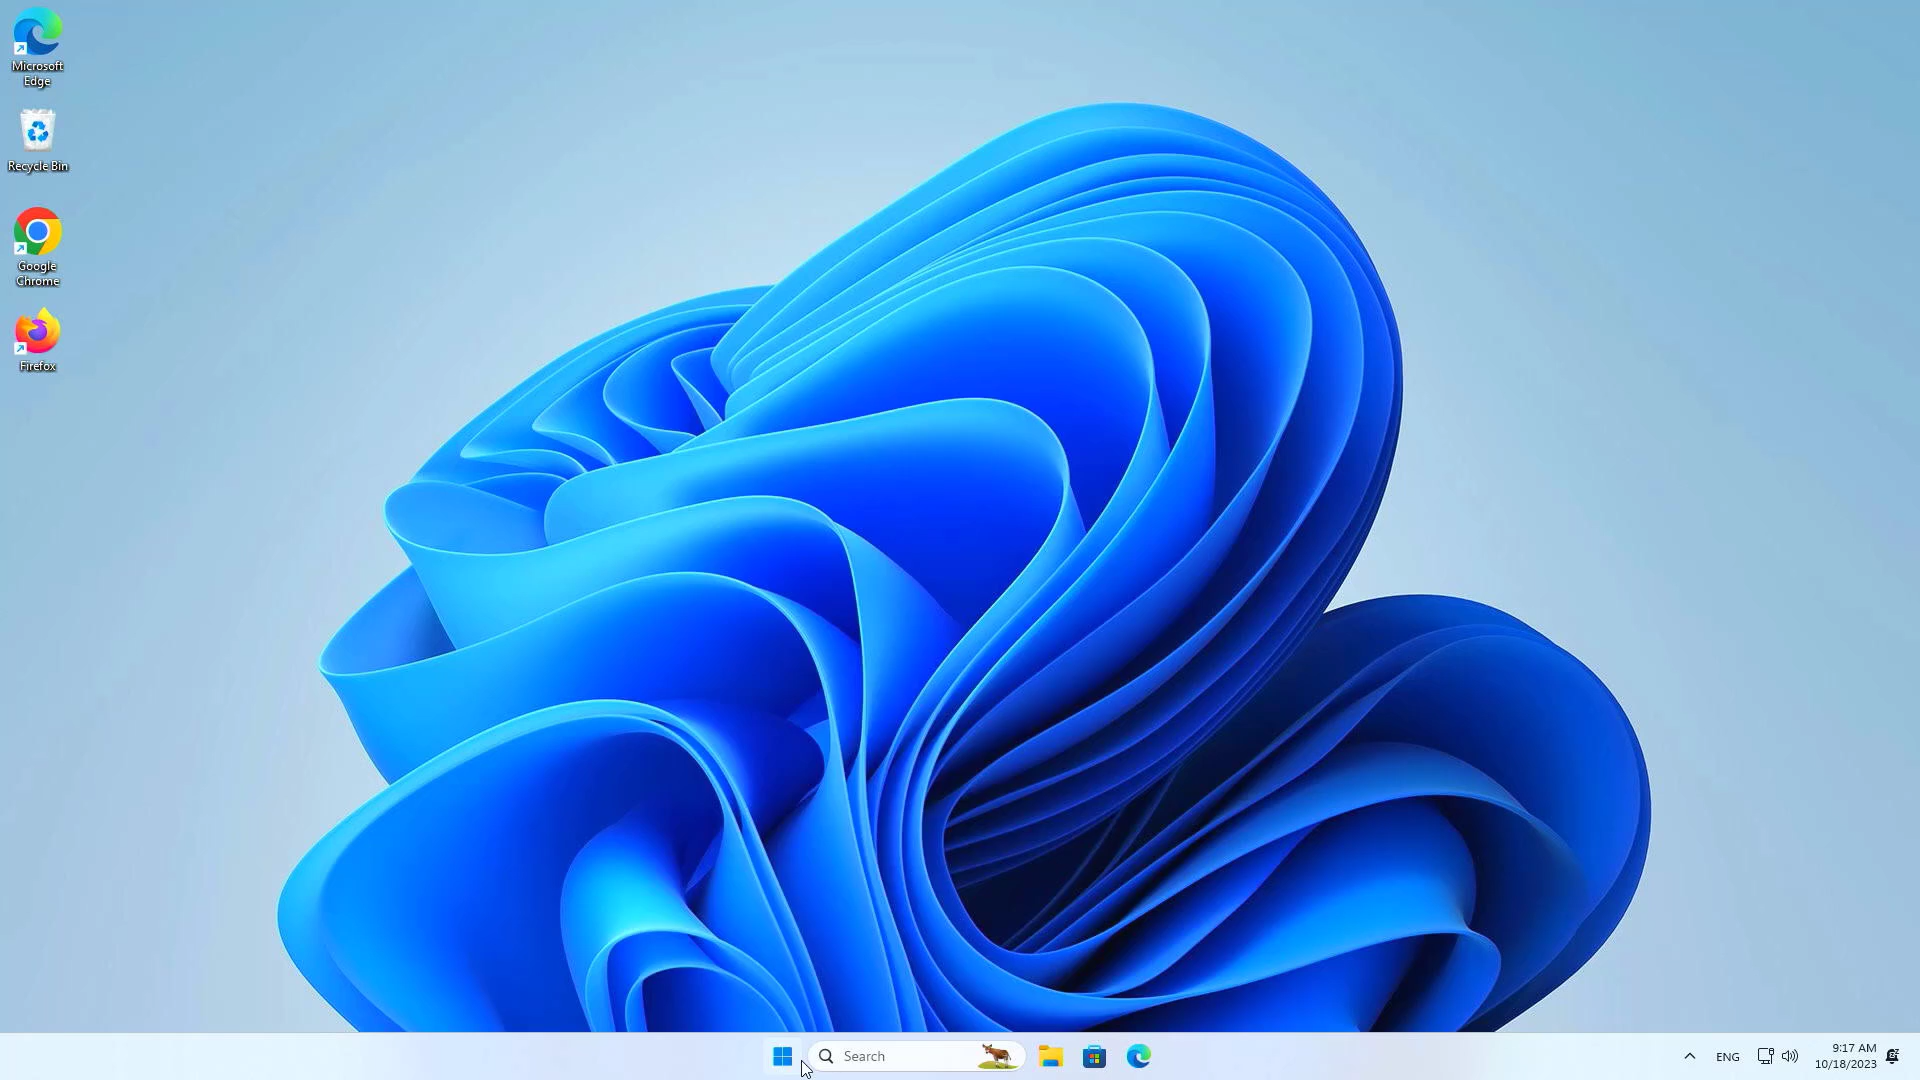 Microsoft
Edge
Recycle Bin
Google
Chrome
Firefox
Search
ENG
9:17 AM
10/18/2023